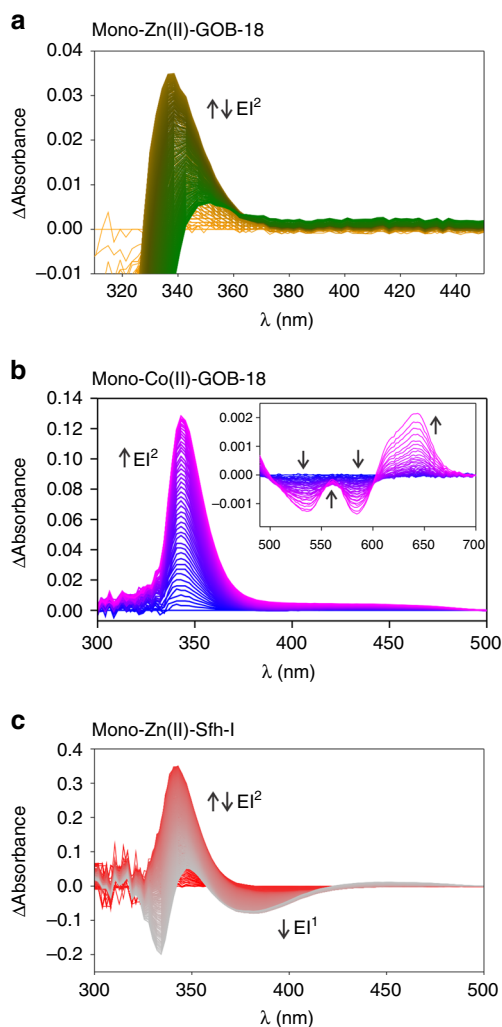 a
Mono-Zn(II)-GOB-18
0.04
0.03
0.02
0.01
0.00
−0.01
ΔAbsorbance
↑↓ EI²
320 340 360 380 400 420 440
λ (nm)
b
Mono-Co(II)-GOB-18
0.14
0.12
0.10
0.08
0.06
0.04
0.02
0.00
ΔAbsorbance
↑ EI²
0.002
0.001
0.000
−0.001
500 550 600 650 700
300 350 400 450 500
λ (nm)
c
Mono-Zn(II)-Sfh-I
0.4
0.3
0.2
0.1
0.0
−0.1
−0.2
ΔAbsorbance
↑↓ EI²
↓ EI¹
300 350 400 450 500
λ (nm)